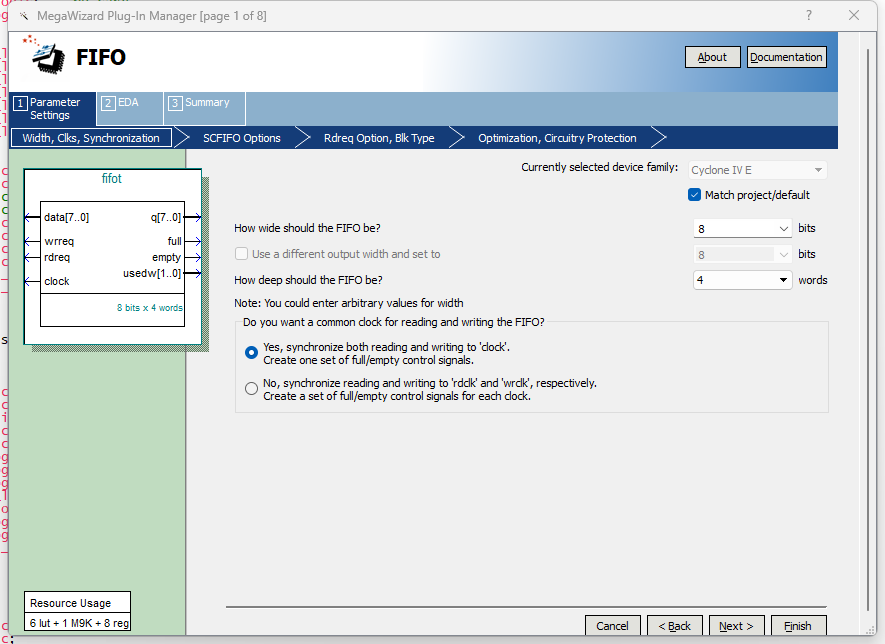 MegaWizard Plug-In Manager [page 1 of 8]
?
FIFO
About
Documentation
1 Parameter Settings
2 EDA
3 Summary
Width, Clks, Synchronization
SCFIFO Options
Rdreq Option, Blk Type
Optimization, Circuitry Protection
fifot
data[7..0]
q[7..0]
wrreq
full
rdreq
empty
usedw[1..0]
clock
8 bits x 4 words
Currently selected device family:
Cyclone IV E
Match project/default
How wide should the FIFO be?
8
bits
Use a different output width and set to
8
bits
How deep should the FIFO be?
4
words
Note: You could enter arbitrary values for width
Do you want a common clock for reading and writing the FIFO?
Yes, synchronize both reading and writing to 'clock'.
Create one set of full/empty control signals.
No, synchronize reading and writing to 'rdclk' and 'wrclk', respectively.
Create a set of full/empty control signals for each clock.
Resource Usage
6 lut + 1 M9K + 8 reg
Cancel
< Back
Next >
Finish